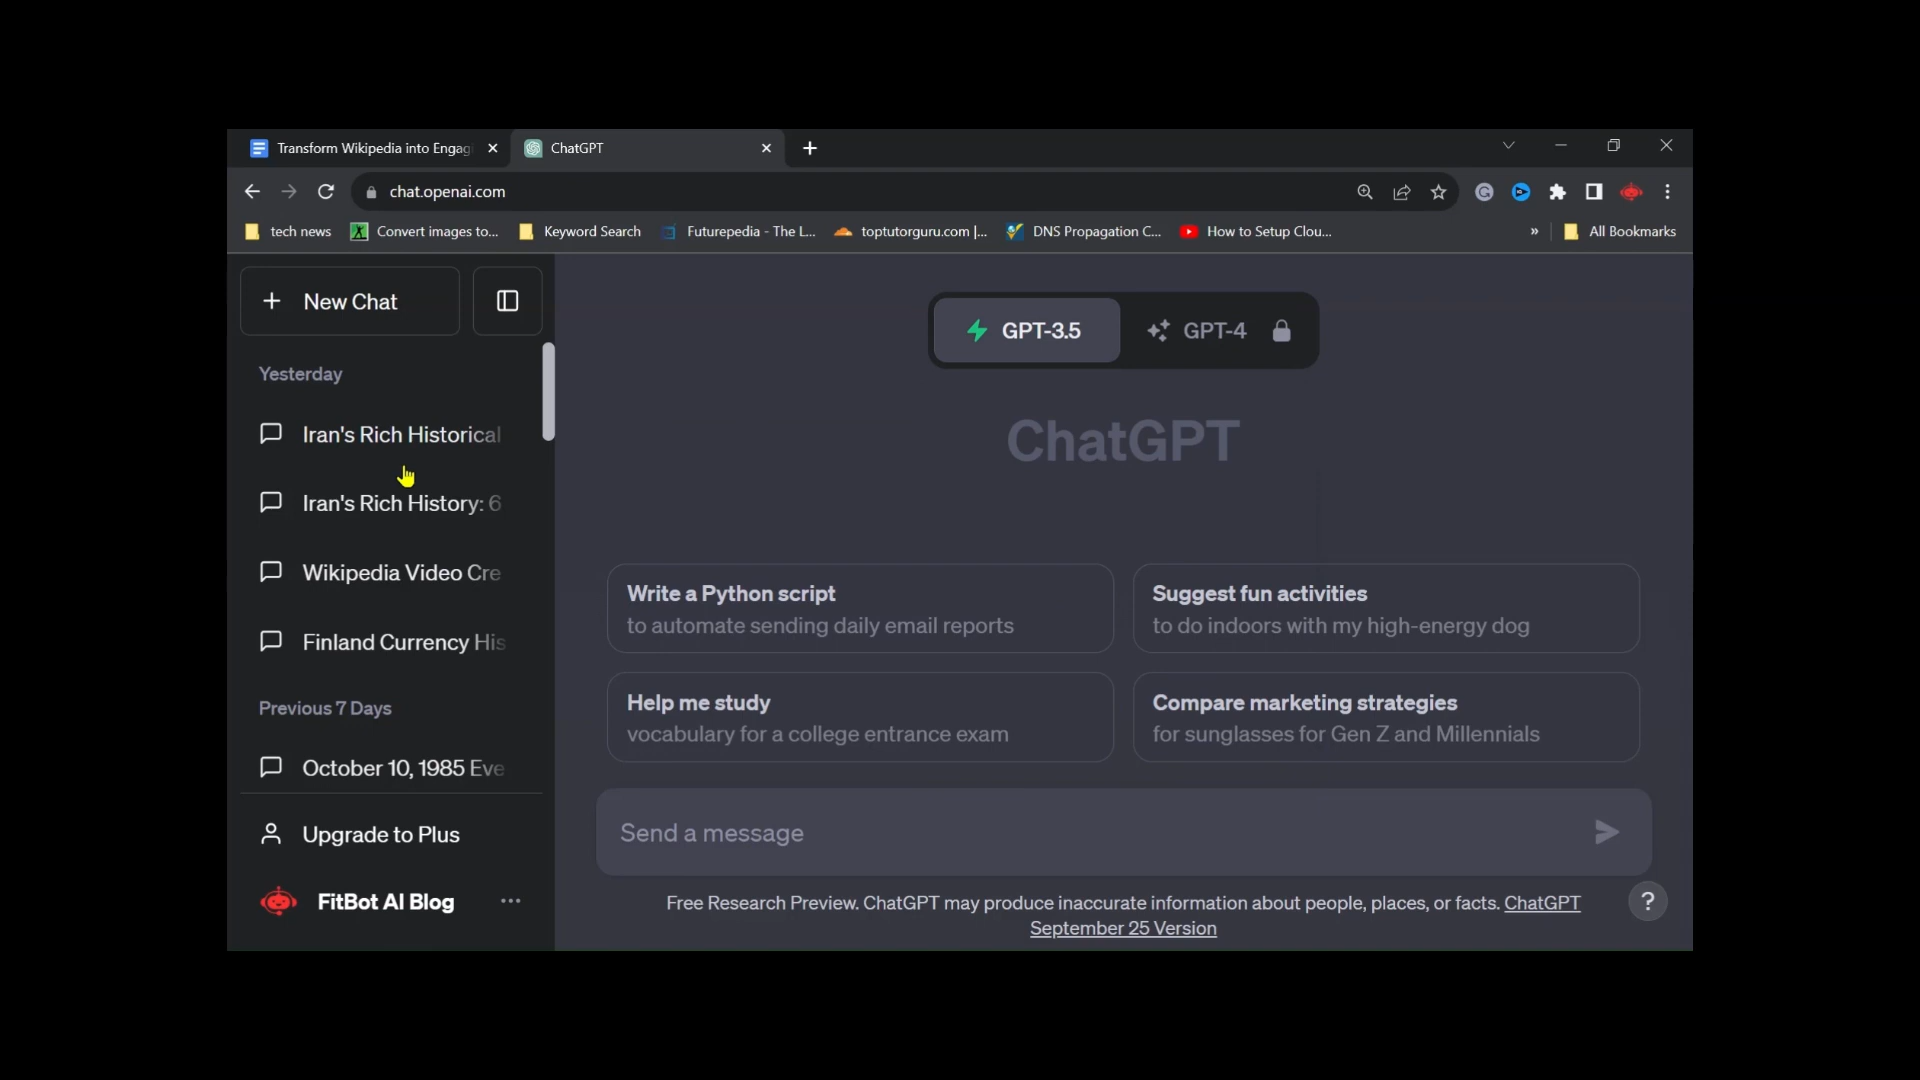 Transform Wikipedia into Engag
ChatGPT
chat.openai.com
tech news
Convert images to...
Keyword Search
Futurepedia - The L...
toptutorguru.com |...
DNS Propagation C...
How to Setup Clou...
»
All Bookmarks
New Chat
Yesterday
Iran's Rich Historical
Iran's Rich History: 6
Wikipedia Video Cre
Finland Currency His
Previous 7 Days
October 10, 1985 Eve
Upgrade to Plus
FitBot AI Blog
GPT-3.5
GPT-4
ChatGPT
Write a Python script
to automate sending daily email reports
Suggest fun activities
to do indoors with my high-energy dog
Help me study
vocabulary for a college entrance exam
Compare marketing strategies
for sunglasses for Gen Z and Millennials
Send a message
Free Research Preview. ChatGPT may produce inaccurate information about people, places, or facts. ChatGPT
September 25 Version
?